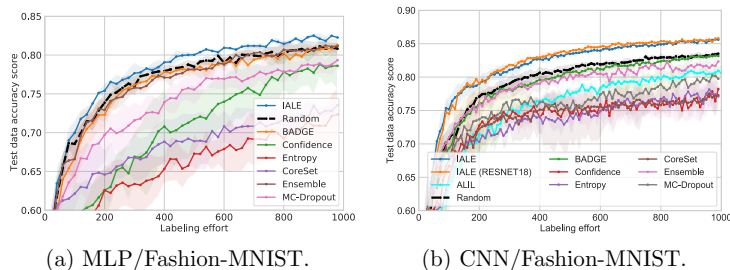 0.85
0.80
0.75
0.70
0.65
0.60
Test data accuracy score
0 200 400 600 800 1000
Labeling effort
IALE
Random
BADGE
Confidence
Entropy
CoreSet
Ensemble
MC-Dropout
(a) MLP/Fashion-MNIST.
0.90
0.85
0.80
0.75
0.70
0.65
0.60
Test data accuracy score
0 200 400 600 800 1000
Labeling effort
IALE BADGE CoreSet
IALE (RESNET18) Confidence Ensemble
ALIL Entropy MC-Dropout
Random
(b) CNN/Fashion-MNIST.